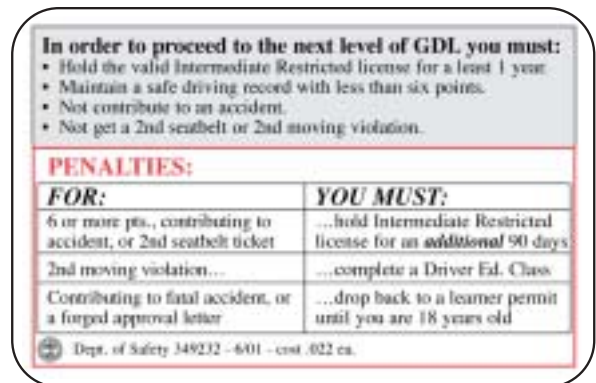 In order to proceed to the next level of GDL you must:
• Hold the valid Intermediate Restricted license for a least 1 year.
• Maintain a safe driving record with less than six points.
• Not contribute to an accident.
• Not get a 2nd seatbelt or 2nd moving violation.
PENALTIES:
FOR: YOU MUST:
6 or more pts., contributing to accident, or 2nd seatbelt ticket
...hold Intermediate Restricted license for an additional 90 days
2nd moving violation... ...complete a Driver Ed. Class
Contributing to fatal accident, or a forged approval letter
...drop back to a learner permit until you are 18 years old
Dept. of Safety 349232 - 6/01 - cost .022 ea.